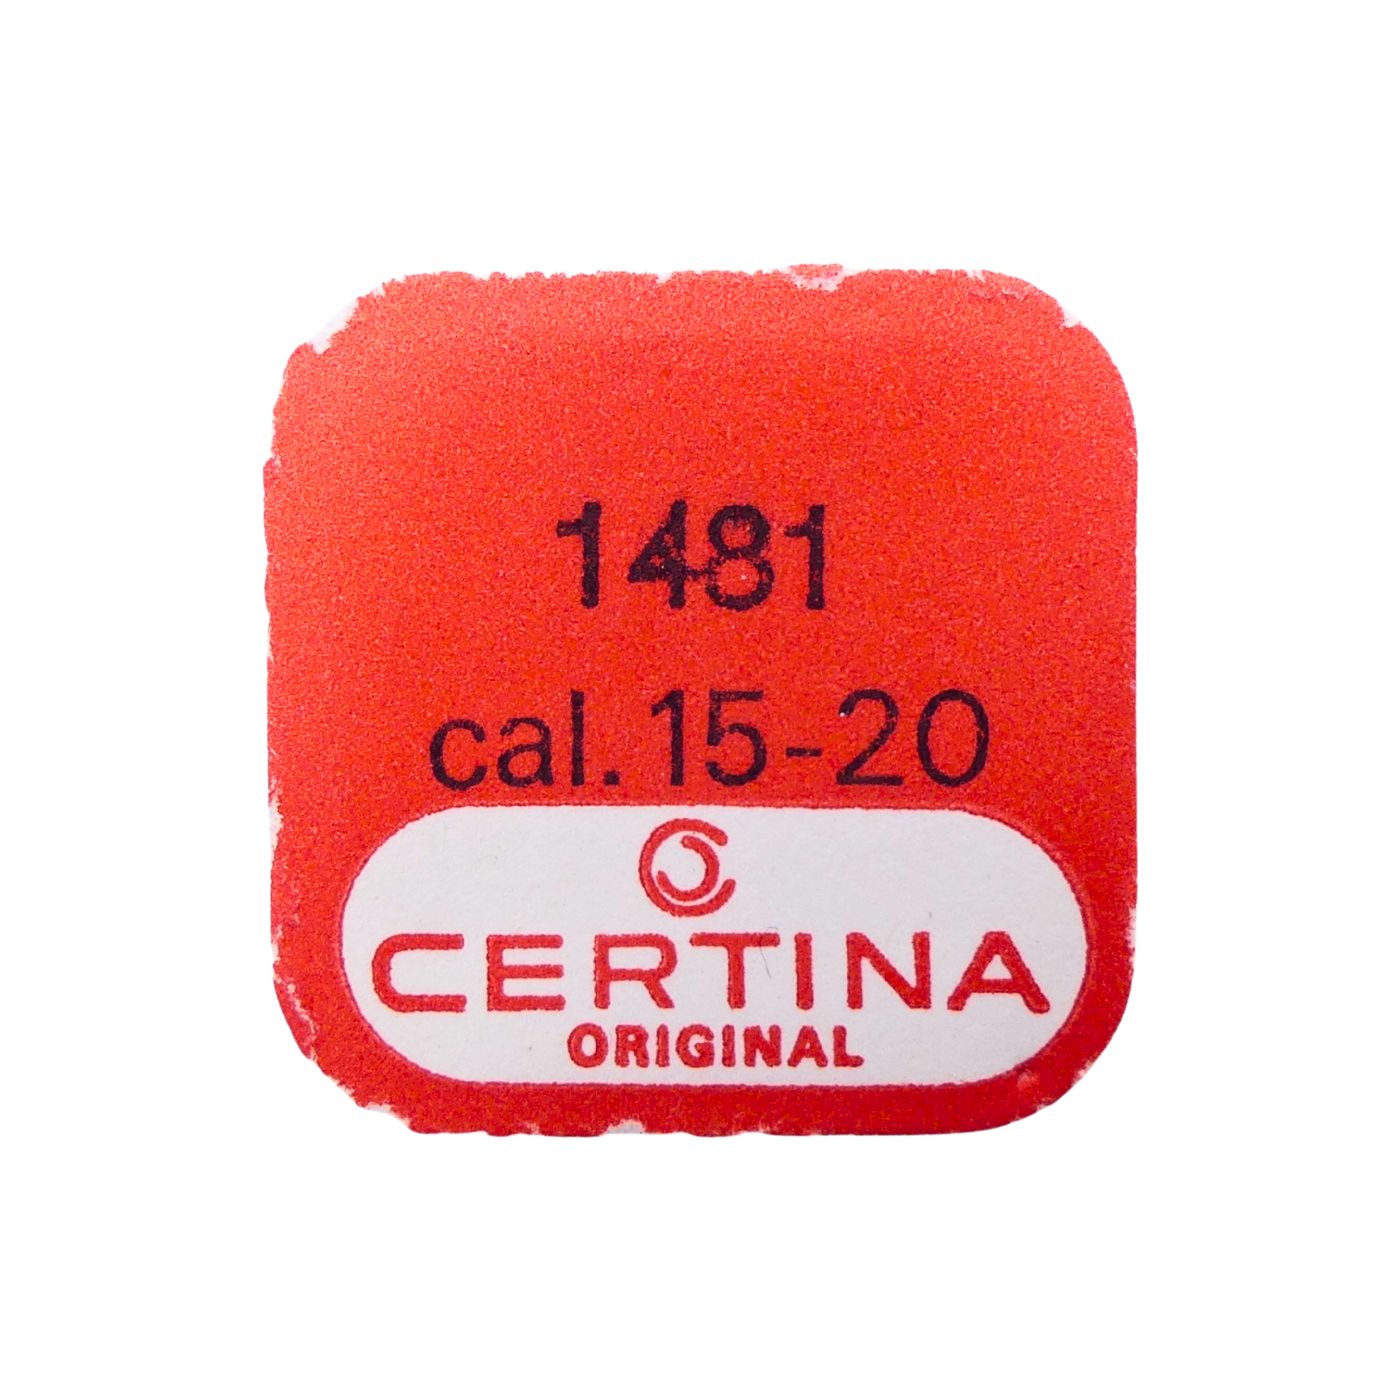 1481
cal. 15-20
CERTINA
ORIGINAL